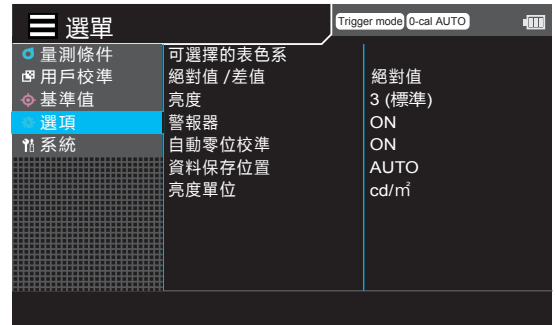 選單
Trigger mode 0-cal AUTO
量測條件 可選擇的表色系
用戶校準 絕對值 /差值 絕對值
基準值 亮度 3 (標準)
選項 警報器 ON
系統 自動零位校準 ON
資料保存位置 AUTO
亮度單位 cd/㎡